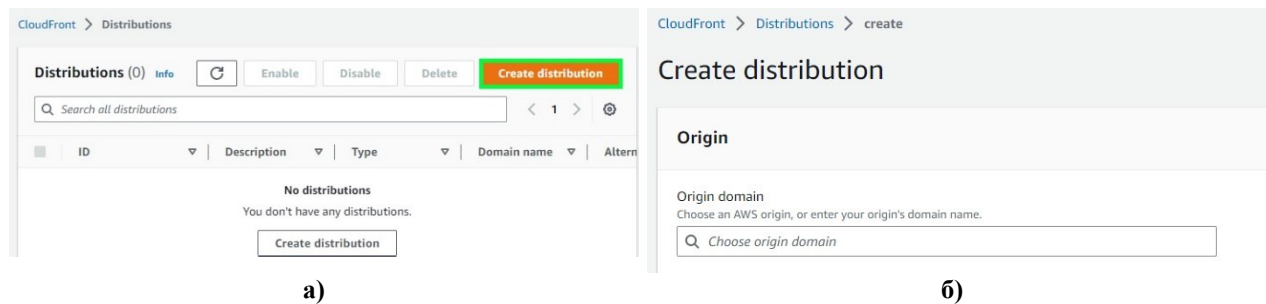 CloudFront > Distributions
Distributions (0) Info Enable Disable Delete Create distribution
Search all distributions < 1 >
ID Description Type Domain name Altern
No distributions
You don't have any distributions.
Create distribution
а)
CloudFront > Distributions > create
Create distribution
Origin
Origin domain
Choose an AWS origin, or enter your origin's domain name.
Choose origin domain
б)